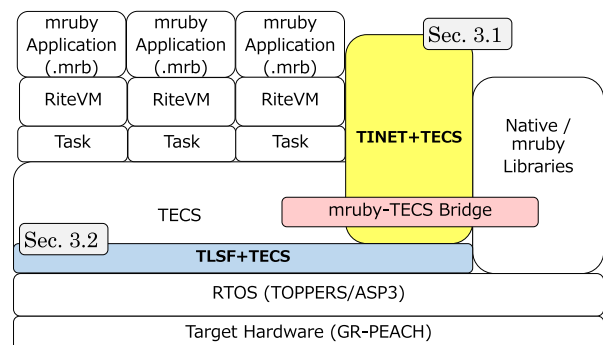 mruby
Application
(.mrb)
mruby
Application
(.mrb)
mruby
Application
(.mrb)
Sec. 3.1
RiteVM
RiteVM
RiteVM
Task
Task
Task
TINET+TECS
Native /
mruby
Libraries
TECS
mruby-TECS Bridge
Sec. 3.2
TLSF+TECS
RTOS (TOPPERS/ASP3)
Target Hardware (GR-PEACH)